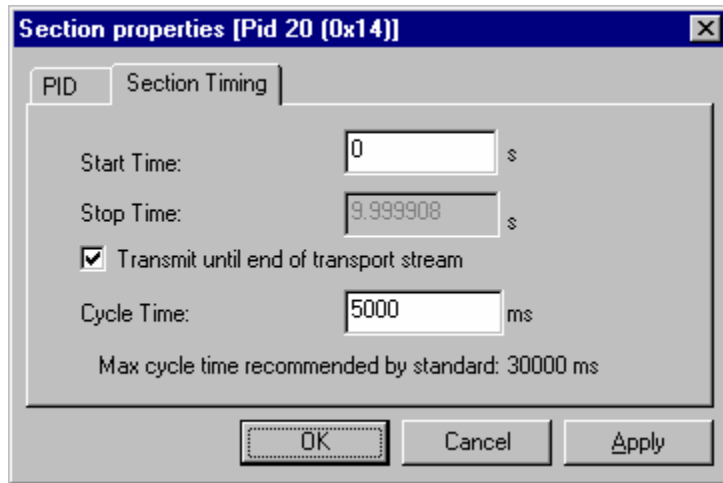 Section properties [Pid 20 (0x14)]
PID Section Timing
Start Time: 0 s
Stop Time: 9.999908 s
Transmit until end of transport stream
Cycle Time: 5000 ms
Max cycle time recommended by standard: 30000 ms
OK Cancel Apply